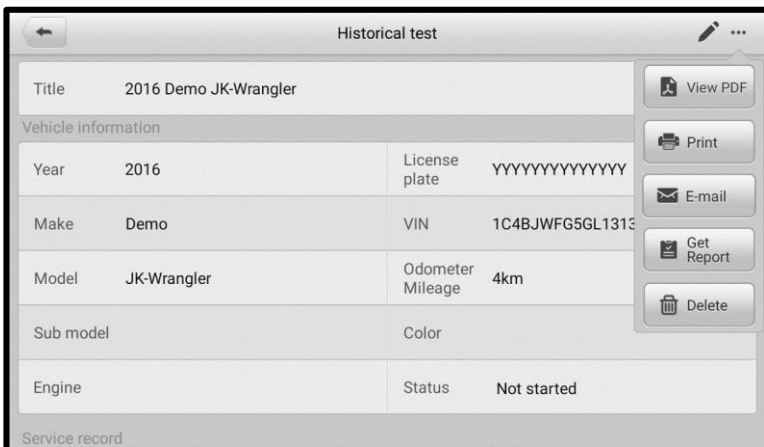 Historical test
Title 2016 Demo JK-Wrangler
View PDF
Vehicle information
Print
Year 2016 License plate YYYYYYYYYYYYYY
E-mail
Make Demo VIN 1C4BJWFG5GL1313
Get Report
Model JK-Wrangler Odometer Mileage 4km
Delete
Sub model Color
Engine Status Not started
Service record